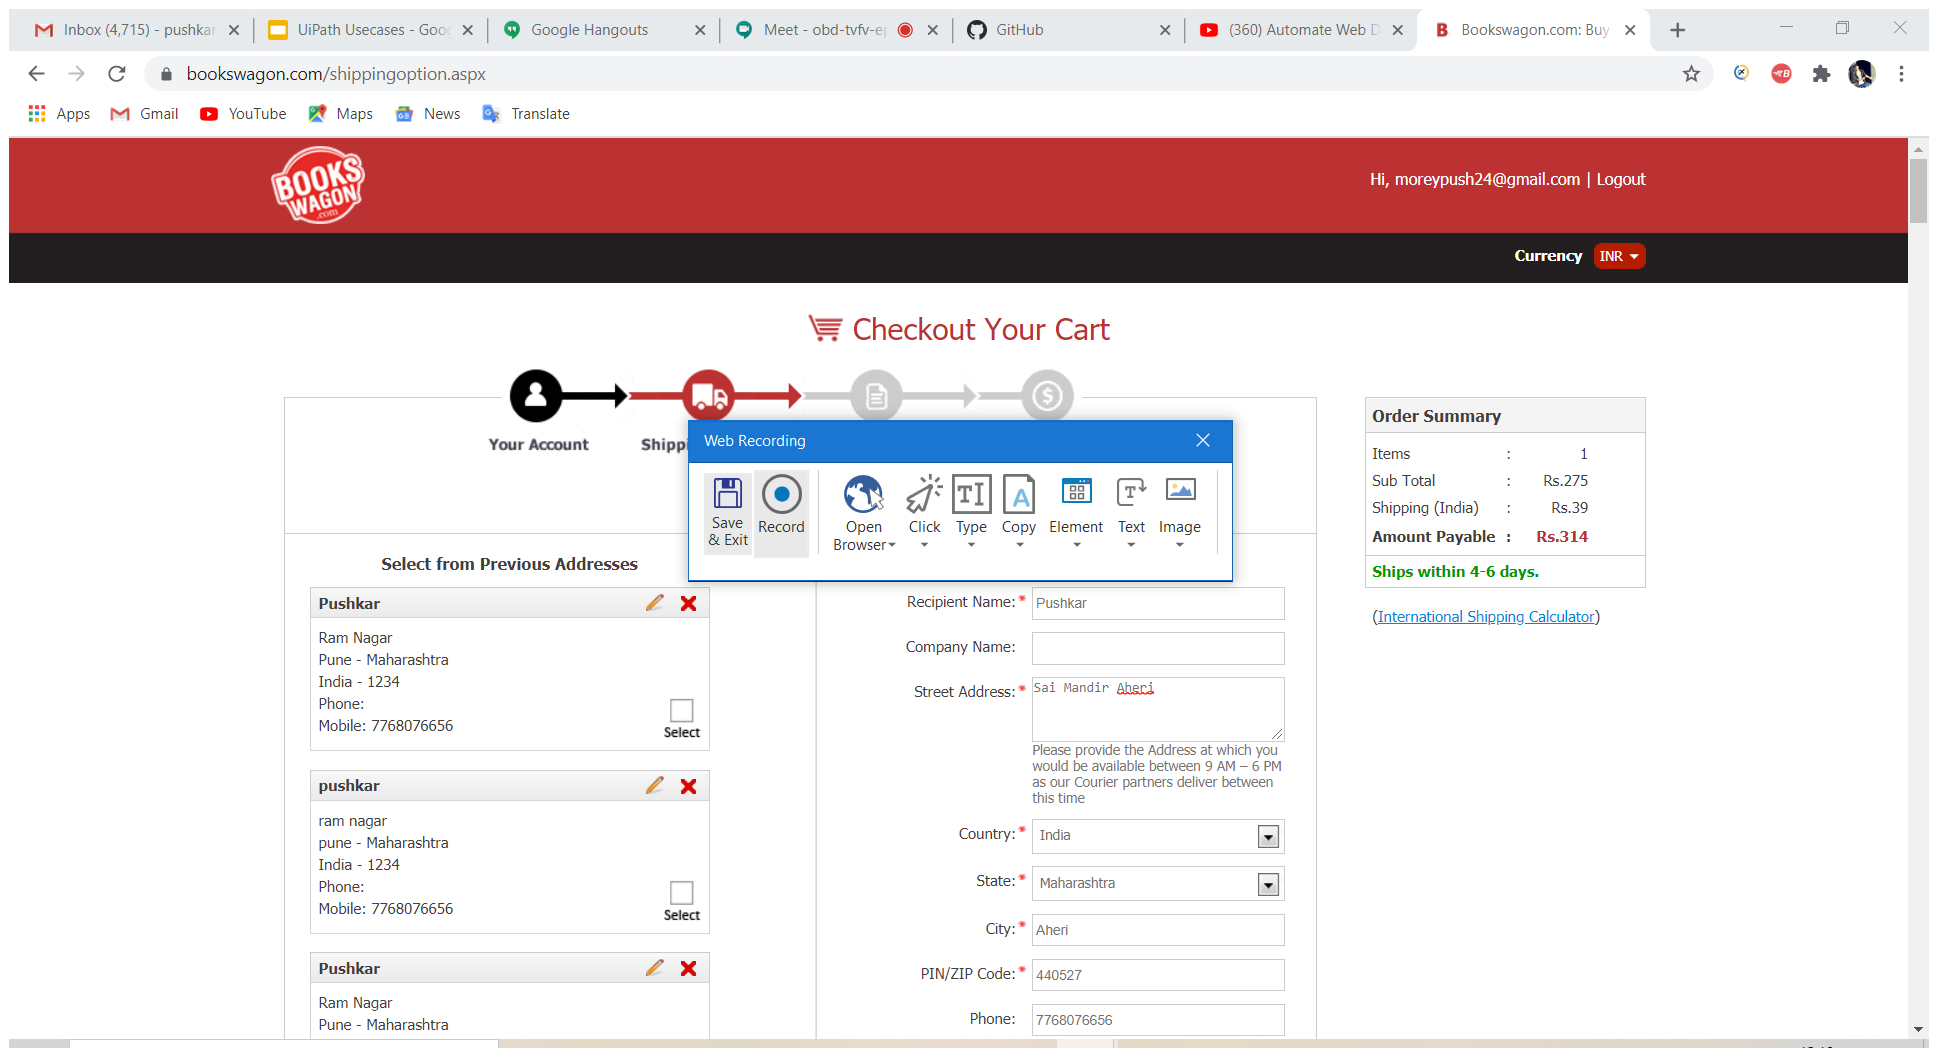 Inbox (4,715) - pushkar
UiPath Usecases - Goog
Google Hangouts
Meet - obd-tvfv-ep
GitHub
(360) Automate Web D
Bookswagon.com: Buy
bookswagon.com/shippingoption.aspx
Apps
Gmail
YouTube
Maps
News
Translate
BOOKS
WAGON
.com
Hi, moreypush24@gmail.com | Logout
Currency INR
Checkout Your Cart
Your Account
Shippi
Web Recording
Save & Exit
Record
Open Browser
Click
Type
Copy
Element
Text
Image
Order Summary
Items : 1
Sub Total : Rs.275
Shipping (India) : Rs.39
Amount Payable : Rs.314
Ships within 4-6 days.
(International Shipping Calculator)
Select from Previous Addresses
Pushkar
Ram Nagar
Pune - Maharashtra
India - 1234
Phone:
Mobile: 7768076656
Select
pushkar
ram nagar
pune - Maharashtra
India - 1234
Phone:
Mobile: 7768076656
Select
Pushkar
Ram Nagar
Pune - Maharashtra
Recipient Name:* Pushkar
Company Name:
Street Address:* Sai Mandir Aheri
Please provide the Address at which you
would be available between 9 AM – 6 PM
as our Courier partners deliver between
this time
Country:* India
State:* Maharashtra
City:* Aheri
PIN/ZIP Code:* 440527
Phone: 7768076656